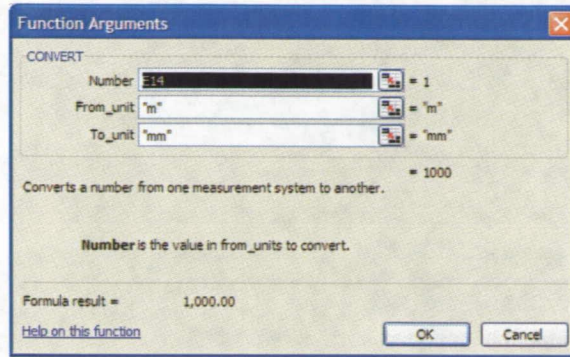 Function Arguments
CONVERT
Number E14 = 1
From_unit "m" = "m"
To_unit "mm" = "mm"
= 1000
Converts a number from one measurement system to another.
Number is the value in from_units to convert.
Formula result = 1,000.00
Help on this function OK Cancel